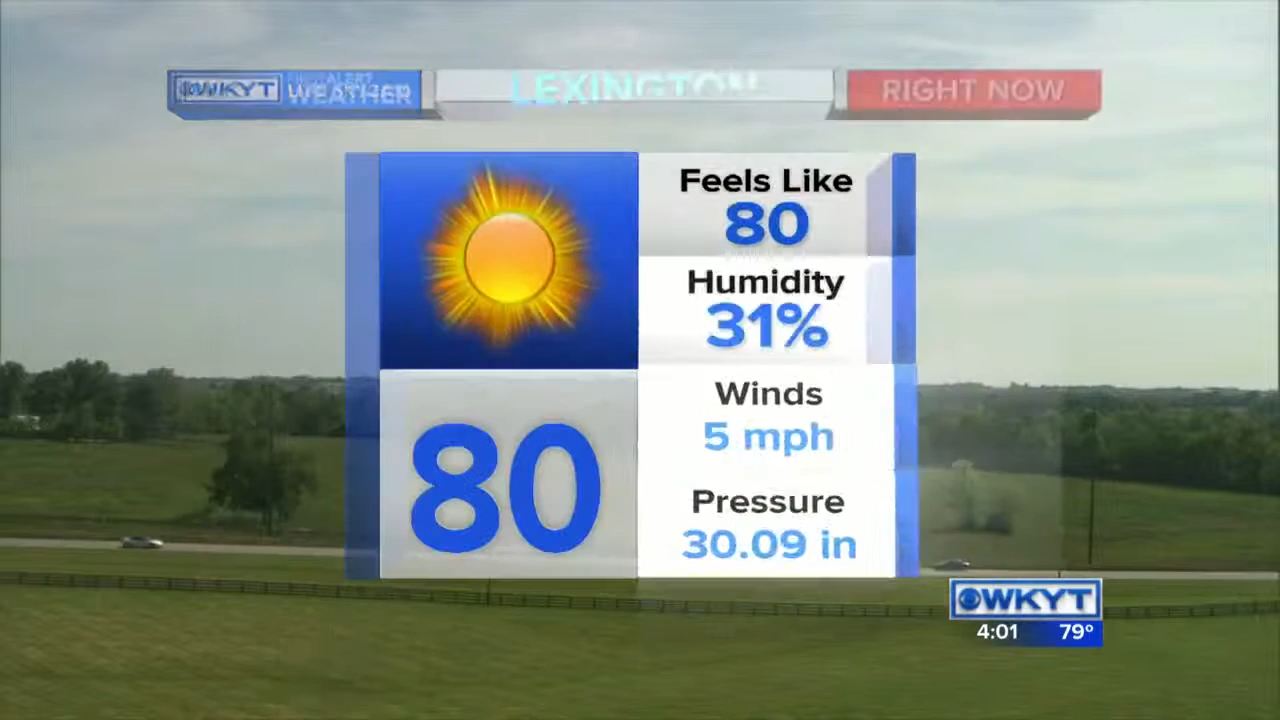 WKYT
WEATHER
LEXINGTON
RIGHT NOW
Feels Like
80
Humidity
31%
80
Winds
5 mph
Pressure
30.09 in
WKYT
4:01 79°